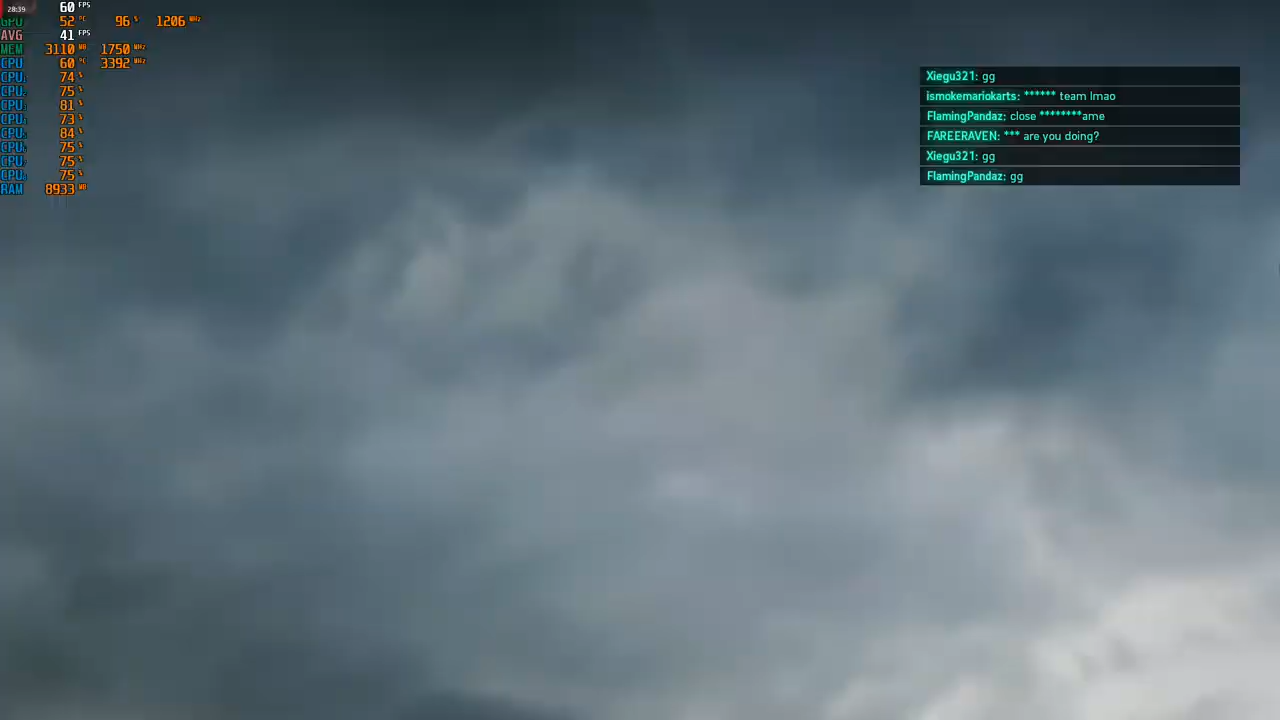 28:39
60 FPS
GPU 52 °C 96 % 1206 MHz
AVG 41 FPS
MEM 3110 MB 1750 MHz
CPU 60 °C 3392 MHz
CPU 74 %
CPU 75 %
CPU 81 %
CPU 73 %
CPU 84 %
CPU 75 %
CPU 75 %
CPU 75 %
RAM 8933 MB
Xiegu321: gg
ismokemariokarts: ****** team lmao
FlamingPandaz: close ********ame
FAREERAVEN: *** are you doing?
Xiegu321: gg
FlamingPandaz: gg